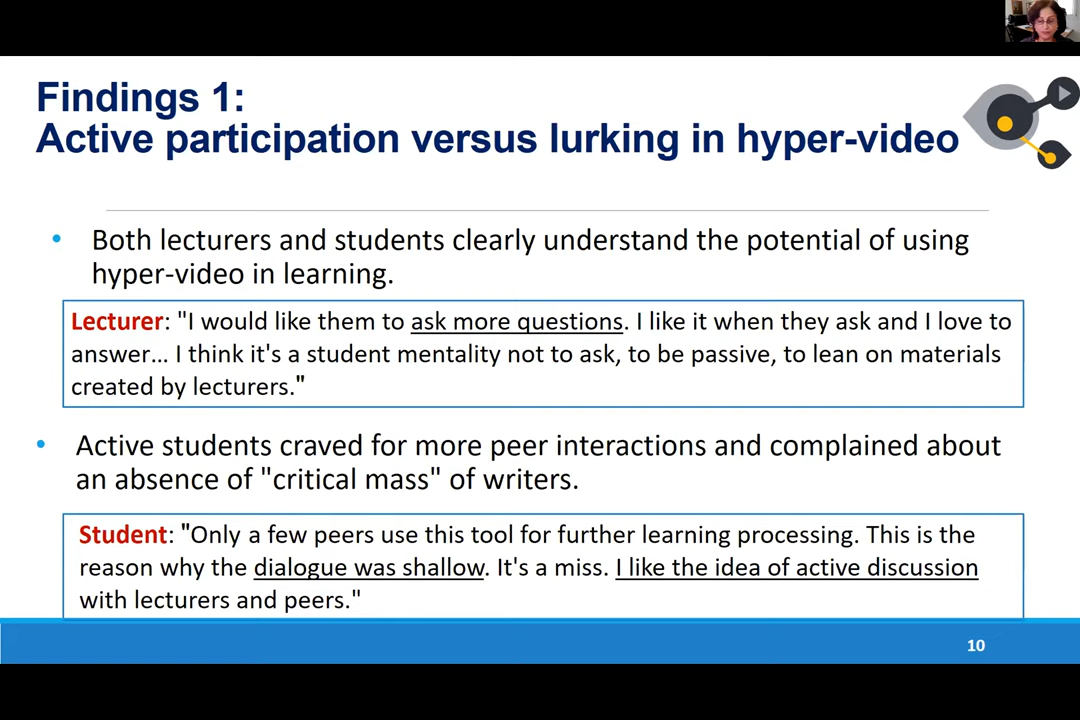 Findings 1:
Active participation versus lurking in hyper-video
• Both lecturers and students clearly understand the potential of using
hyper-video in learning.
Lecturer: "I would like them to ask more questions. I like it when they ask and I love to
answer… I think it's a student mentality not to ask, to be passive, to lean on materials
created by lecturers."
• Active students craved for more peer interactions and complained about
an absence of "critical mass" of writers.
Student: "Only a few peers use this tool for further learning processing. This is the
reason why the dialogue was shallow. It's a miss. I like the idea of active discussion
with lecturers and peers."
10